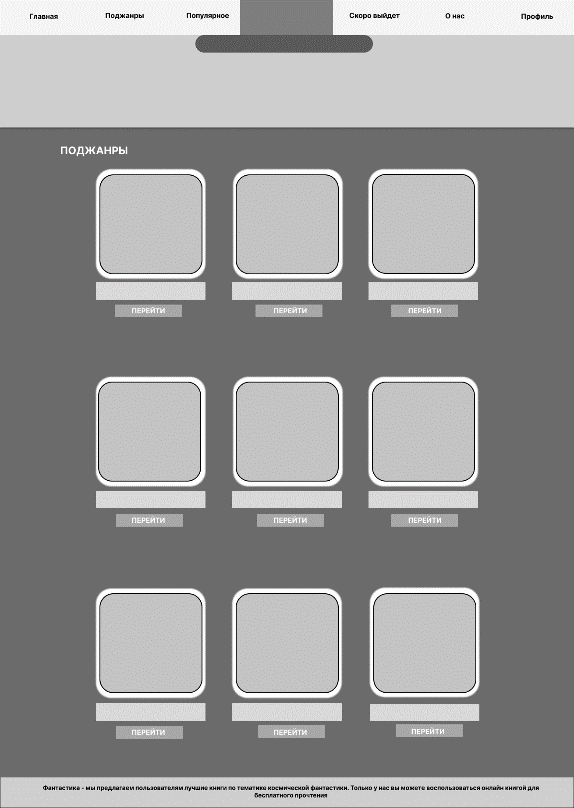 Главная Поджанры Популярное Скоро выйдет О нас Профиль
ПОДЖАНРЫ
ПЕРЕЙТИ ПЕРЕЙТИ ПЕРЕЙТИ
ПЕРЕЙТИ ПЕРЕЙТИ ПЕРЕЙТИ
ПЕРЕЙТИ ПЕРЕЙТИ ПЕРЕЙТИ
Фантастика - мы предлагаем пользователям лучшие книги по тематике космической фантастики. Только у нас вы можете воспользоваться онлайн книгой для
бесплатного прочтения